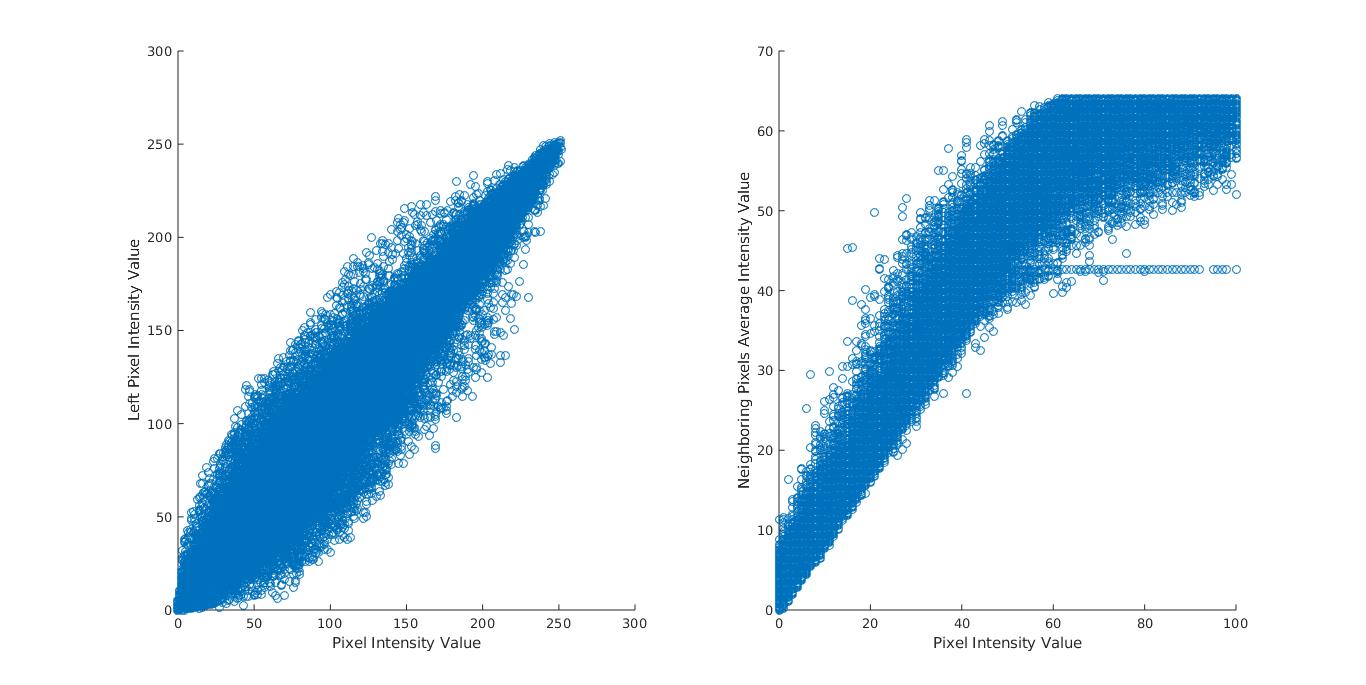 300
250
200
150
100
50
0
Left Pixel Intensity Value
0 50 100 150 200 250 300
Pixel Intensity Value
70
60
50
40
30
20
10
0
Neighboring Pixels Average Intensity Value
0 20 40 60 80 100
Pixel Intensity Value